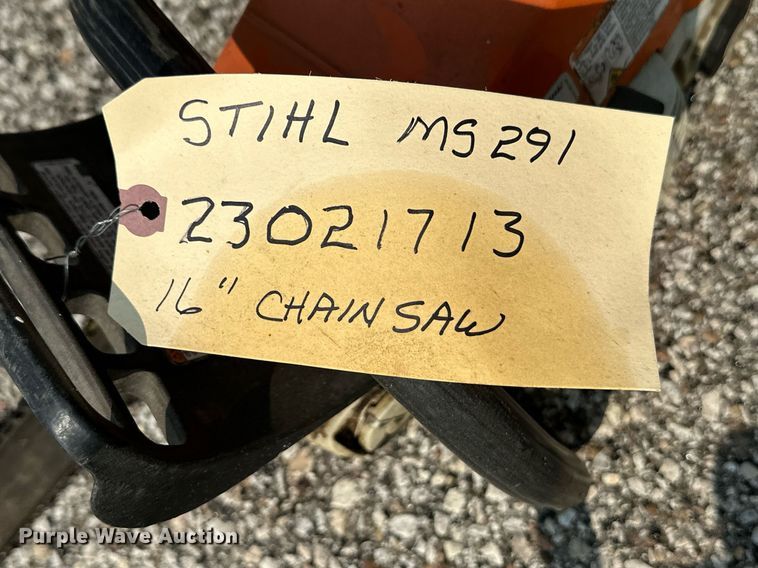 STIHL MS291
23021713
16" CHAINSAW
Purple Wave Auction